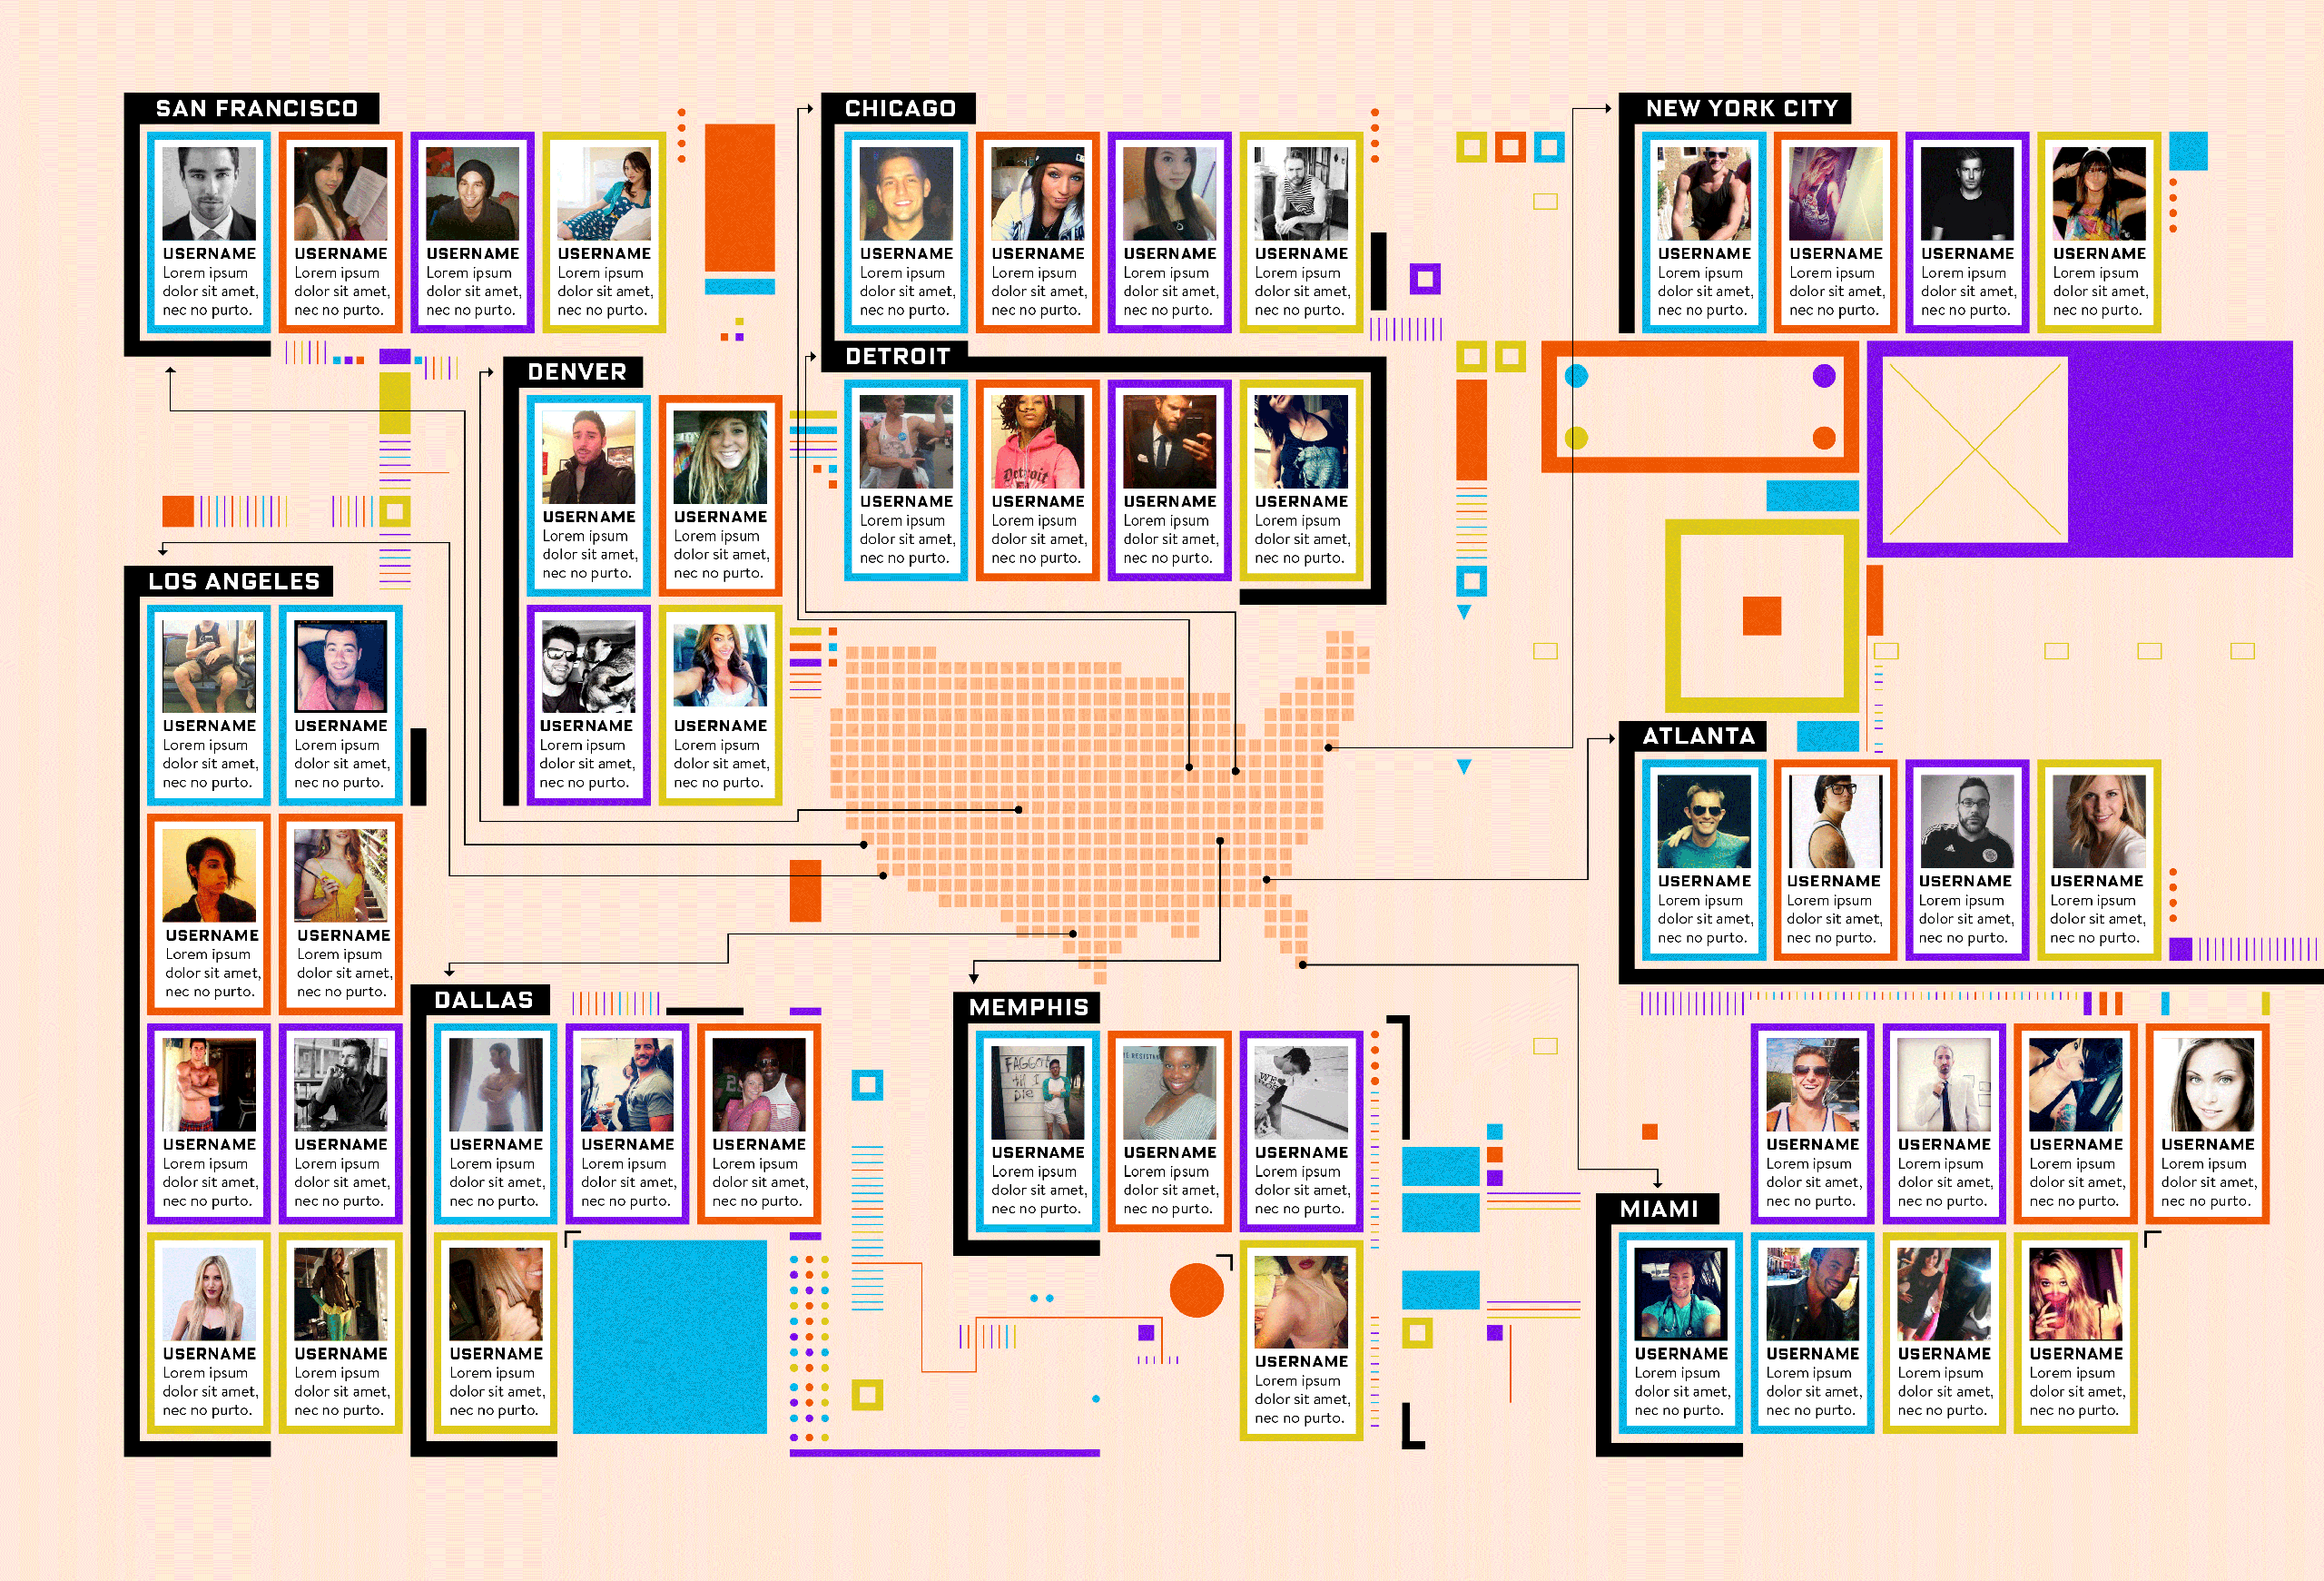 SAN FRANCISCO
USERNAME
Lorem ipsum
dolor sit amet,
nec no purto.
USERNAME
Lorem ipsum
dolor sit amet,
nec no purto.
USERNAME
Lorem ipsum
dolor sit amet,
nec no purto.
USERNAME
Lorem ipsum
dolor sit amet,
nec no purto.
CHICAGO
USERNAME
Lorem ipsum
dolor sit amet,
nec no purto.
USERNAME
Lorem ipsum
dolor sit amet,
nec no purto.
USERNAME
Lorem ipsum
dolor sit amet,
nec no purto.
USERNAME
Lorem ipsum
dolor sit amet,
nec no purto.
NEW YORK CITY
USERNAME
Lorem ipsum
dolor sit amet,
nec no purto.
USERNAME
Lorem ipsum
dolor sit amet,
nec no purto.
USERNAME
Lorem ipsum
dolor sit amet,
nec no purto.
USERNAME
Lorem ipsum
dolor sit amet,
nec no purto.
DENVER
USERNAME
Lorem ipsum
dolor sit amet,
nec no purto.
USERNAME
Lorem ipsum
dolor sit amet,
nec no purto.
USERNAME
Lorem ipsum
dolor sit amet,
nec no purto.
USERNAME
Lorem ipsum
dolor sit amet,
nec no purto.
DETROIT
USERNAME
Lorem ipsum
dolor sit amet,
nec no purto.
Detroit
USERNAME
Lorem ipsum
dolor sit amet,
nec no purto.
USERNAME
Lorem ipsum
dolor sit amet,
nec no purto.
USERNAME
Lorem ipsum
dolor sit amet,
nec no purto.
LOS ANGELES
USERNAME
Lorem ipsum
dolor sit amet,
nec no purto.
USERNAME
Lorem ipsum
dolor sit amet,
nec no purto.
USERNAME
Lorem ipsum
dolor sit amet,
nec no purto.
USERNAME
Lorem ipsum
dolor sit amet,
nec no purto.
USERNAME
Lorem ipsum
dolor sit amet,
nec no purto.
USERNAME
Lorem ipsum
dolor sit amet,
nec no purto.
USERNAME
Lorem ipsum
dolor sit amet,
nec no purto.
USERNAME
Lorem ipsum
dolor sit amet,
nec no purto.
ATLANTA
USERNAME
Lorem ipsum
dolor sit amet,
nec no purto.
USERNAME
Lorem ipsum
dolor sit amet,
nec no purto.
USERNAME
Lorem ipsum
dolor sit amet,
nec no purto.
USERNAME
Lorem ipsum
dolor sit amet,
nec no purto.
DALLAS
USERNAME
Lorem ipsum
dolor sit amet,
nec no purto.
USERNAME
Lorem ipsum
dolor sit amet,
nec no purto.
USERNAME
Lorem ipsum
dolor sit amet,
nec no purto.
USERNAME
Lorem ipsum
dolor sit amet,
nec no purto.
MEMPHIS
FAGGOT
til I
DIE
USERNAME
Lorem ipsum
dolor sit amet,
nec no purto.
USERNAME
Lorem ipsum
dolor sit amet,
nec no purto.
WE
USERNAME
Lorem ipsum
dolor sit amet,
nec no purto.
USERNAME
Lorem ipsum
dolor sit amet,
nec no purto.
MIAMI
USERNAME
Lorem ipsum
dolor sit amet,
nec no purto.
USERNAME
Lorem ipsum
dolor sit amet,
nec no purto.
USERNAME
Lorem ipsum
dolor sit amet,
nec no purto.
USERNAME
Lorem ipsum
dolor sit amet,
nec no purto.
USERNAME
Lorem ipsum
dolor sit amet,
nec no purto.
USERNAME
Lorem ipsum
dolor sit amet,
nec no purto.
USERNAME
Lorem ipsum
dolor sit amet,
nec no purto.
USERNAME
Lorem ipsum
dolor sit amet,
nec no purto.